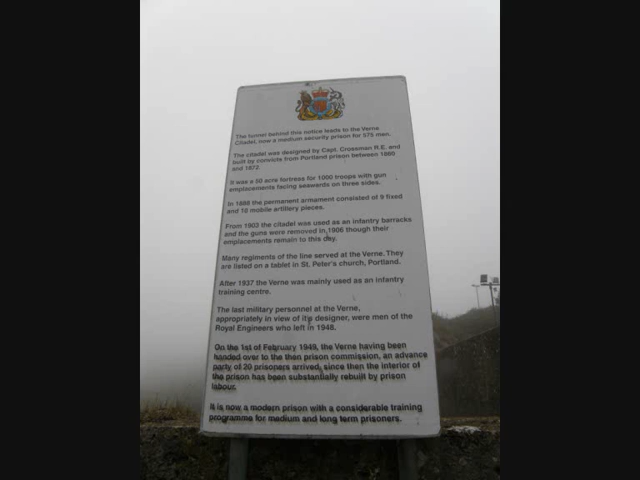 The tunnel behind this notice leads to the Verne
Citadel, now a medium security prison for 575 men.
The citadel was designed by Capt. Crossman R.E. and
built by convicts from Portland prison between 1860
and 1872.
It was a 50 acre fortress for 1000 troops with gun
emplacements facing seawards on three sides.
In 1888 the permanent armament consisted of 9 fixed
and 10 mobile artillery pieces.
From 1903 the citadel was used as an infantry barracks
and the guns were removed in 1906 though their
emplacements remain to this day.
Many regiments of the line served at the Verne. They
are listed on a tablet in St. Peter's church, Portland.
After 1937 the Verne was mainly used as an infantry
training centre.
The last military personnel at the Verne,
appropriately in view of it's designer, were men of the
Royal Engineers who left in 1948.
On the 1st of February 1949, the Verne having been
handed over to the then prison commission, an advance
party of 20 prisoners arrived, since then the interior of
the prison has been substantially rebuilt by prison
labour.
It is now a modern prison with a considerable training
programme for medium and long term prisoners.